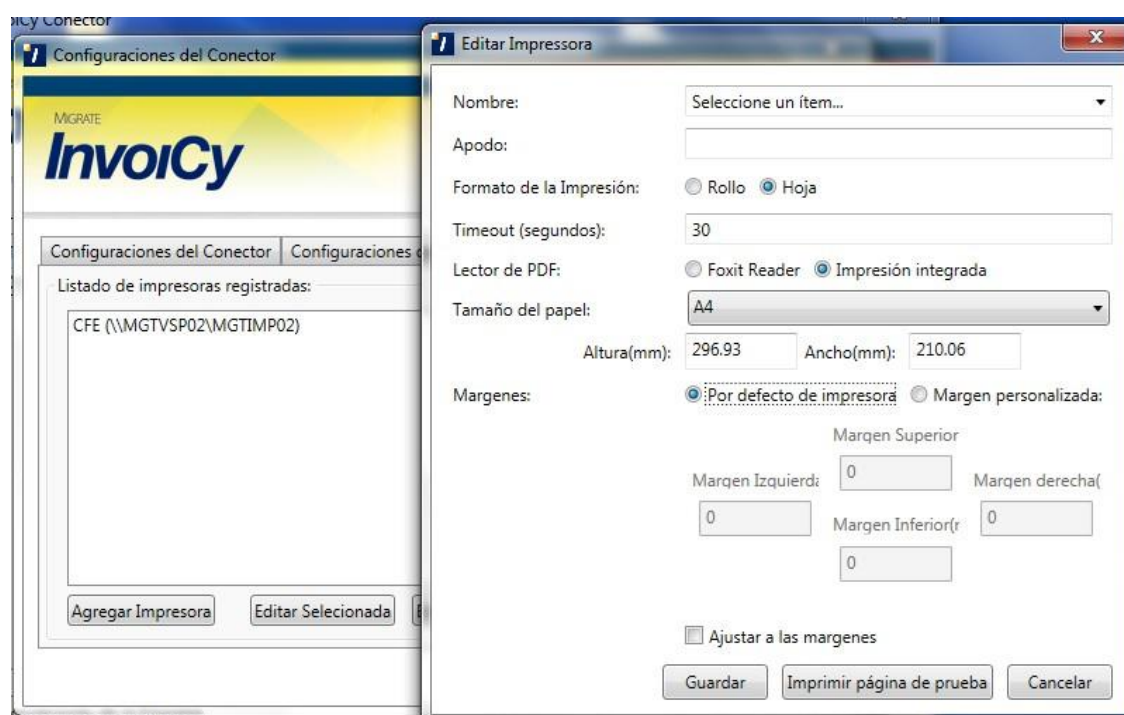 Cy Conector
Configuraciones del Conector
MIGRATE
InvoiCy
Configuraciones del Conector
Configuraciones
Listado de impresoras registradas:
CFE (\\MGTVSP02\MGTIMP02)
Agregar Impresora
Editar Selecionada
Editar Impressora
Nombre: Seleccione un ítem...
Apodo:
Formato de la Impresión: Rollo Hoja
Timeout (segundos): 30
Lector de PDF: Foxit Reader Impresión integrada
Tamaño del papel: A4
Altura(mm): 296.93 Ancho(mm): 210.06
Margenes: Por defecto de impresora Margen personalizada:
Margen Superior
0
Margen Izquierda Margen derecha(
0 0
Margen Inferior(r
0
Ajustar a las margenes
Guardar Imprimir página de prueba Cancelar